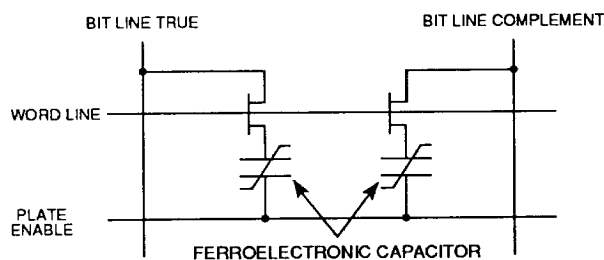 BIT LINE TRUE
BIT LINE COMPLEMENT
WORD LINE
PLATE
ENABLE
FERROELECTRONIC CAPACITOR